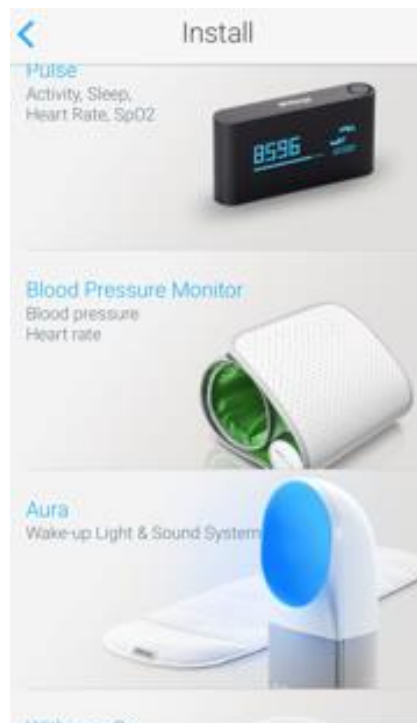 Install
Pulse
Activity, Sleep,
Heart Rate, SpO2
8596
Blood Pressure Monitor
Blood pressure
Heart rate
Aura
Wake-up Light & Sound System